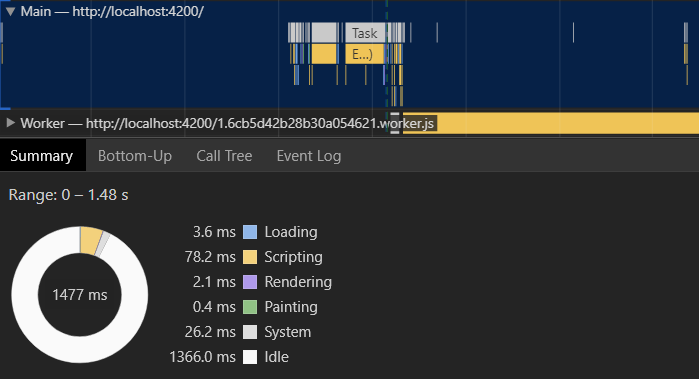 Main — http://localhost:4200/
Task
E...)
Worker — http://localhost:4200/1.6cb5d42b28b30a054621.worker.js
Summary Bottom-Up Call Tree Event Log
Range: 0 – 1.48 s
3.6 ms Loading
78.2 ms Scripting
2.1 ms Rendering
1477 ms
0.4 ms Painting
26.2 ms System
1366.0 ms Idle